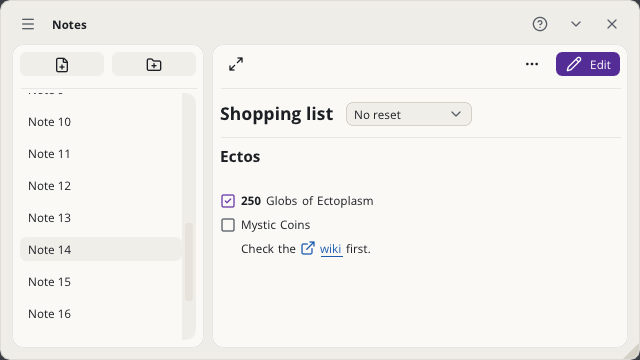 Notes
Note 10
Note 11
Note 12
Note 13
Note 14
Note 15
Note 16
Edit
Shopping list
No reset
Ectos
250 Globs of Ectoplasm
Mystic Coins
Check the wiki first.